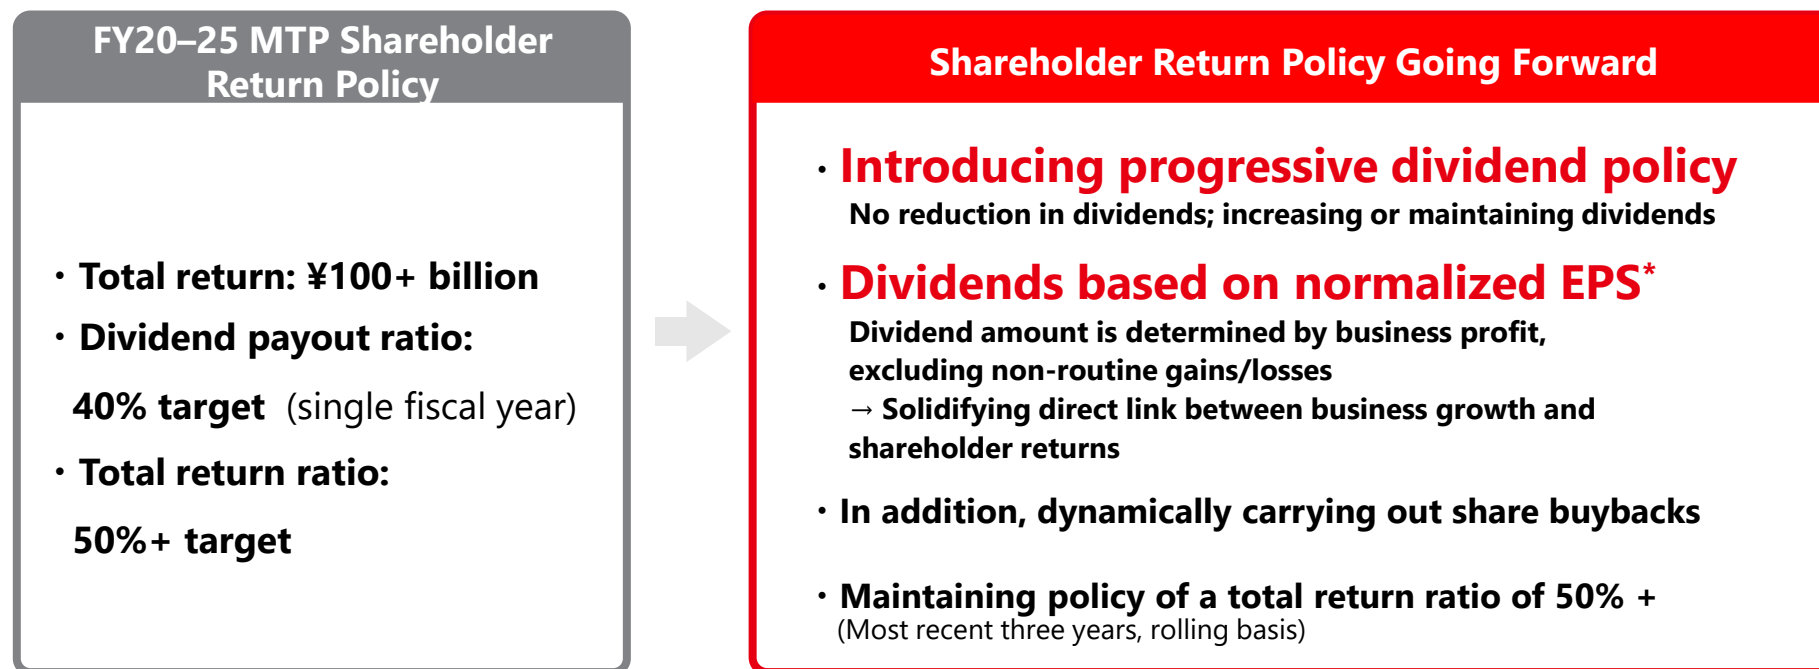 FY20–25 MTP Shareholder
Return Policy
・Total return: ¥100+ billion
・Dividend payout ratio:
40% target (single fiscal year)
・Total return ratio:
50%+ target
Shareholder Return Policy Going Forward
・Introducing progressive dividend policy
No reduction in dividends; increasing or maintaining dividends
・Dividends based on normalized EPS*
Dividend amount is determined by business profit,
excluding non-routine gains/losses
→ Solidifying direct link between business growth and
shareholder returns
・In addition, dynamically carrying out share buybacks
・Maintaining policy of a total return ratio of 50% +
(Most recent three years, rolling basis)